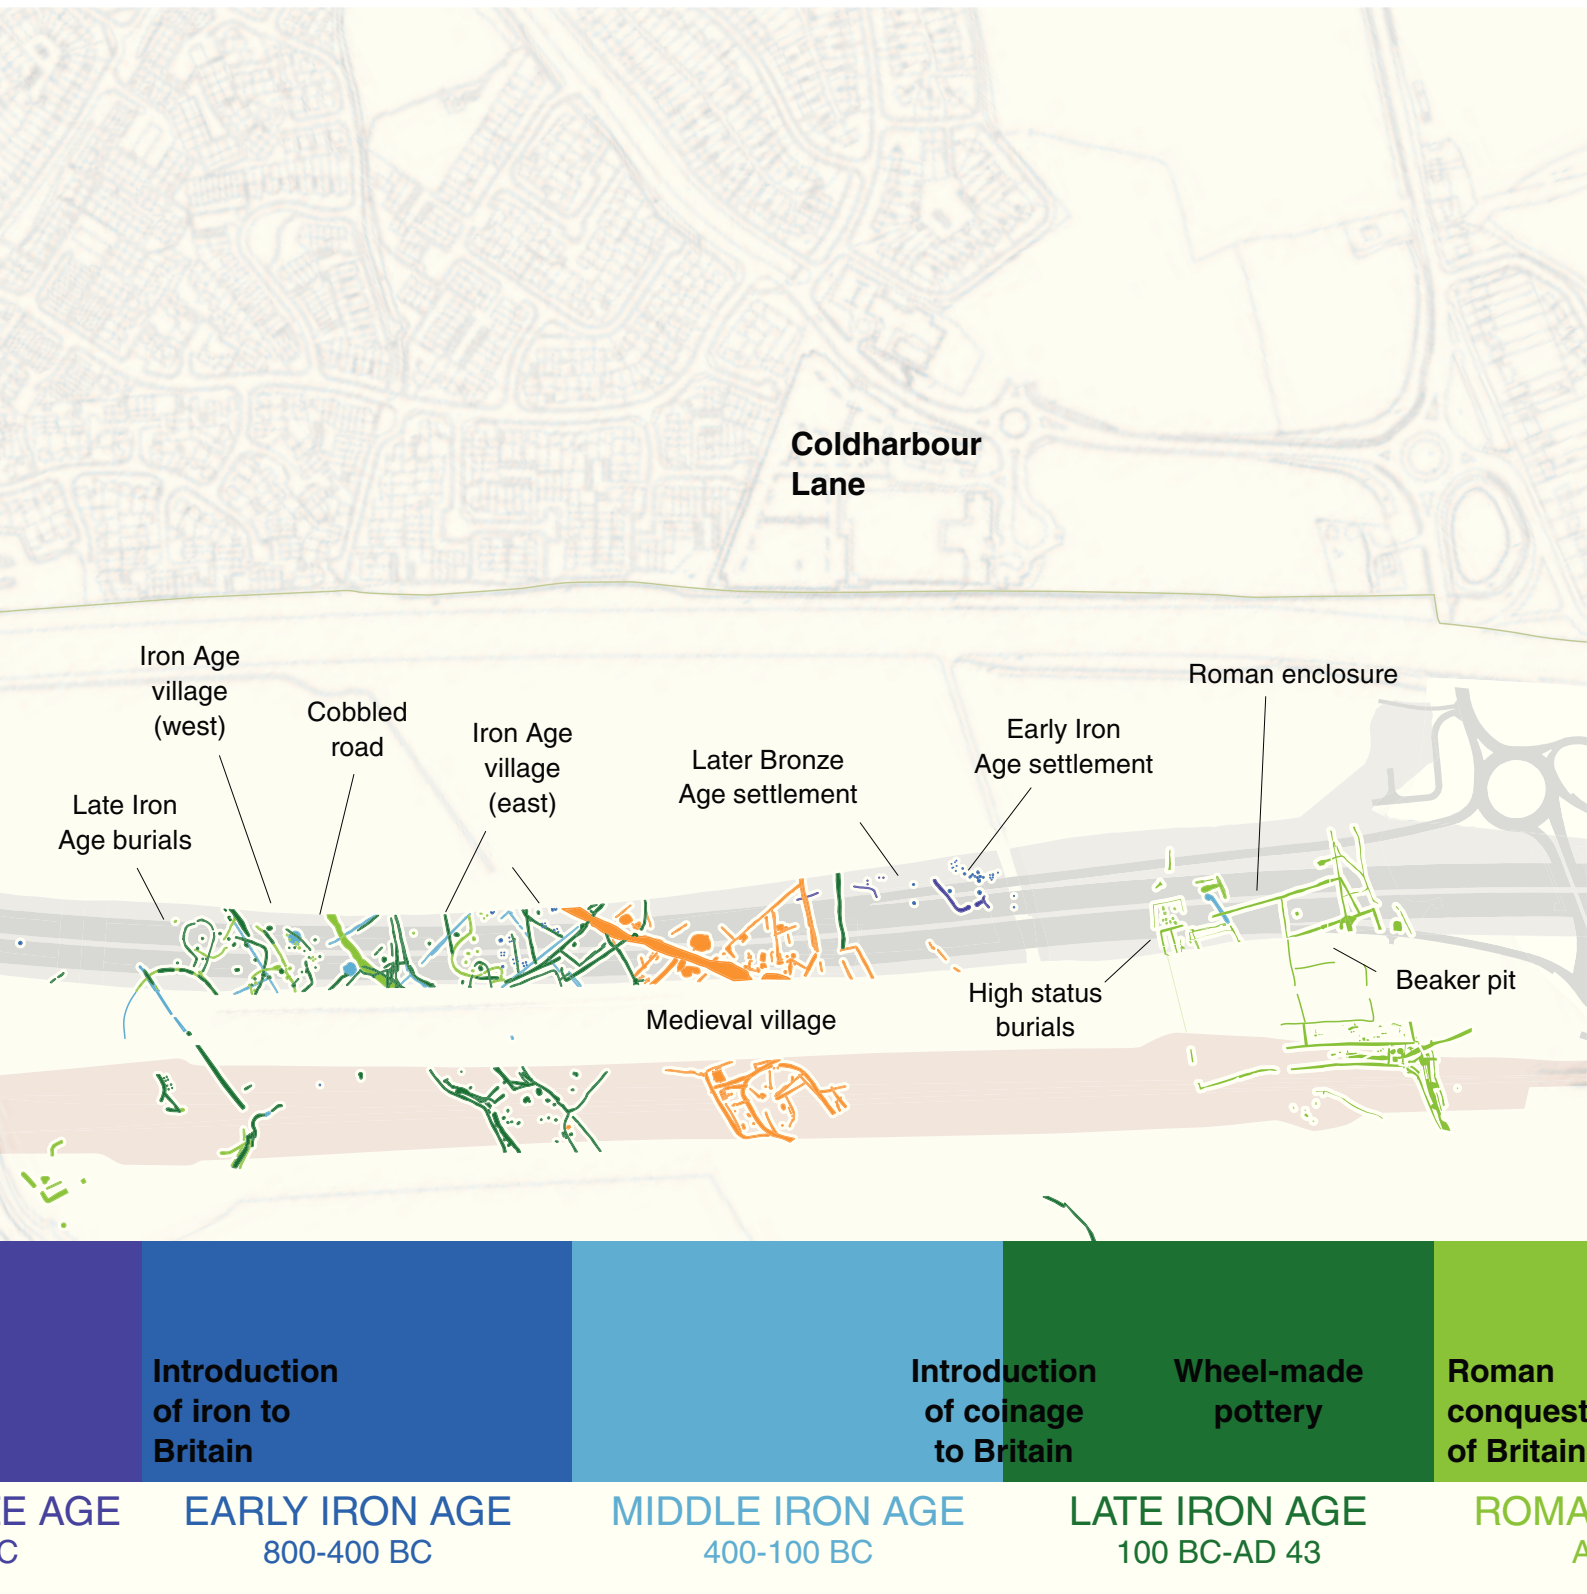 Coldharbour
Lane
Iron Age
village
(west)
Cobbled
road
Iron Age
village
(east)
Late Iron
Age burials
Later Bronze
Age settlement
Early Iron
Age settlement
Roman enclosure
High status
burials
Beaker pit
Medieval village
Introduction
of iron to
Britain
Introduction
of coinage
to Britain
Wheel-made
pottery
Roman
conquest
of Britain
E AGE
C
EARLY IRON AGE
800-400 BC
MIDDLE IRON AGE
400-100 BC
LATE IRON AGE
100 BC-AD 43
ROMA
A